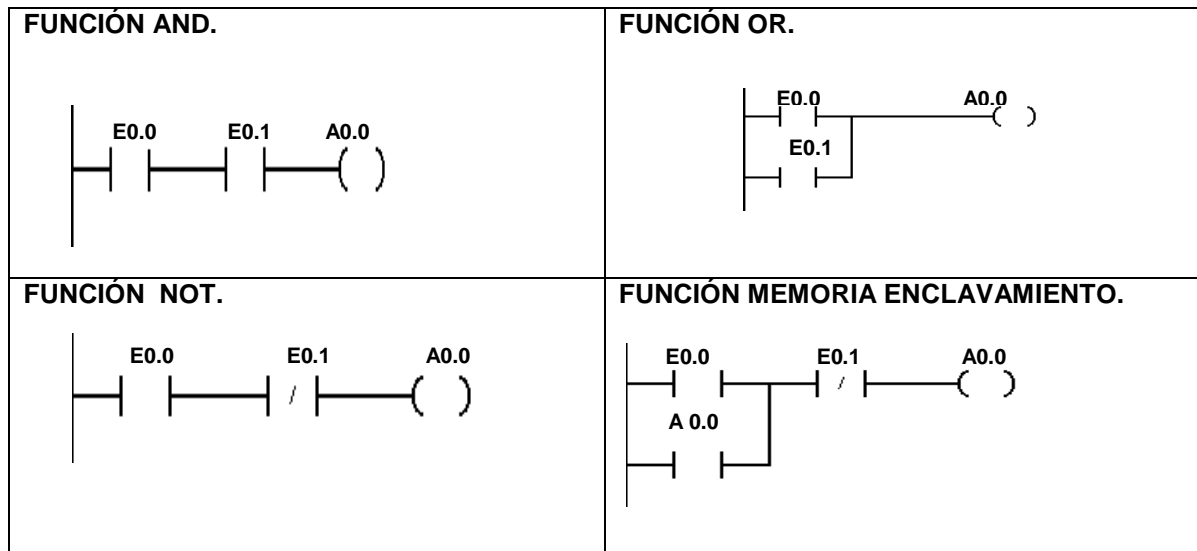 FUNCIÓN AND.
E0.0 E0.1 A0.0
FUNCIÓN OR.
E0.0 A0.0
E0.1
FUNCIÓN NOT.
E0.0 E0.1 A0.0
/
FUNCIÓN MEMORIA ENCLAVAMIENTO.
E0.0 E0.1 A0.0
/
A 0.0